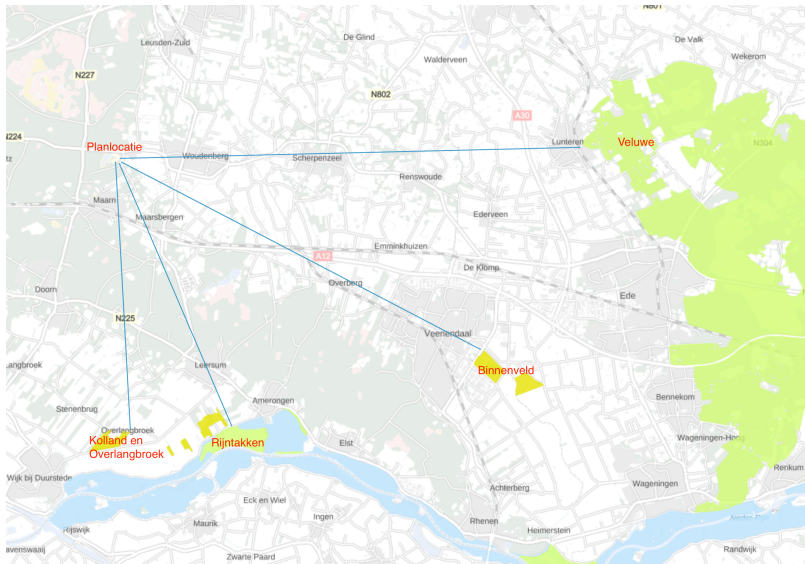 N801
De Glind
De Valk
Leusden-Zuid
Walderveen
Wekerom
N227
N802
A30
N224
Planlocatie
Lunteren
Veluwe
N304
Woudenberg
Scherpenzeel
Renswoude
Maarn
Maarsbergen
Ederveen
Emminkhuizen
A12
De Klomp
Overberg
Doorn
Ede
N225
Veenendaal
Leersum
Binnenveld
Langbroek
Amerongen
Bennekom
Stenenbrug
Overlangbroek
Kolland en
Overlangbroek
Rijntakken
Elst
Wageningen-Hoog
Renkum
Wijk bij Duurstede
Achterberg
Wageningen
Eck en Wiel
Rijswijk
Maurik
Ingen
Rhenen
Heimerstein
Zwarte Paard
Randwijk